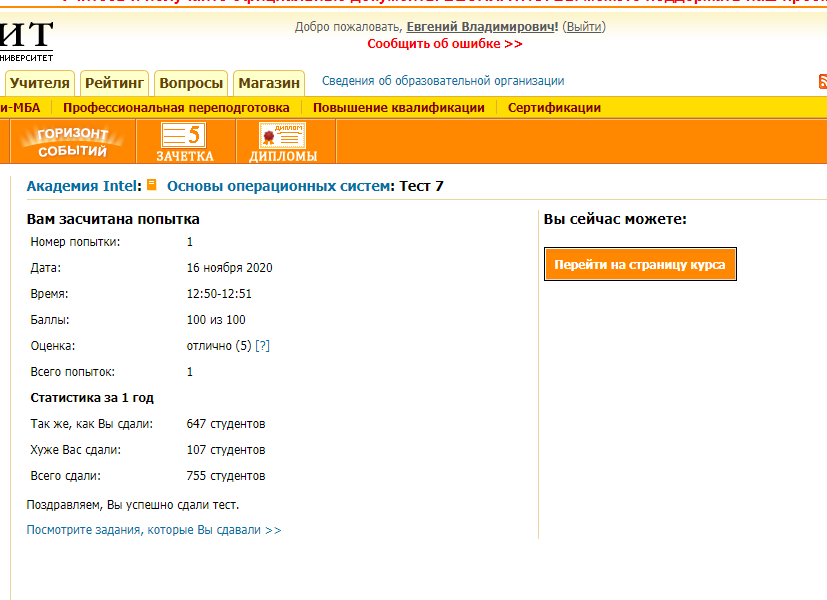 ИТ
НИВЕРСИТЕТ
Добро пожаловать, Евгений Владимирович! (Выйти)
Сообщить об ошибке >>
Учителя Рейтинг Вопросы Магазин Сведения об образовательной организации
и-МБА Профессиональная переподготовка Повышение квалификации Сертификации
ГОРИЗОНТ
СОБЫТИЙ
5
ЗАЧЕТКА
ДИПЛОМ
ДИПЛОМЫ
Академия Intel: Основы операционных систем: Тест 7
Вам засчитана попытка
Номер попытки: 1
Дата: 16 ноября 2020
Время: 12:50-12:51
Баллы: 100 из 100
Оценка: отлично (5) [?]
Всего попыток: 1
Статистика за 1 год
Так же, как Вы сдали: 647 студентов
Хуже Вас сдали: 107 студентов
Всего сдали: 755 студентов
Поздравляем, Вы успешно сдали тест.
Посмотрите задания, которые Вы сдавали >>
Вы сейчас можете:
Перейти на страницу курса